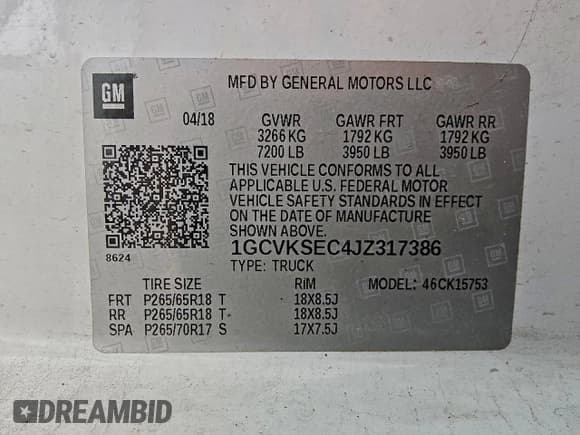 GM
MFD BY GENERAL MOTORS LLC
04/18 GVWR GAWR FRT GAWR RR
3266 KG 1792 KG 1792 KG
7200 LB 3950 LB 3950 LB
THIS VEHICLE CONFORMS TO ALL
APPLICABLE U.S. FEDERAL MOTOR
VEHICLE SAFETY STANDARDS IN EFFECT
ON THE DATE OF MANUFACTURE
SHOWN ABOVE.
8624
1GCVKSEC4JZ317386
TYPE: TRUCK
TIRE SIZE RIM MODEL: 46CK15753
FRT P265/65R18 T 18X8.5J
RR P265/65R18 T 18X8.5J
SPA P265/70R17 S 17X7.5J
DREAMBID